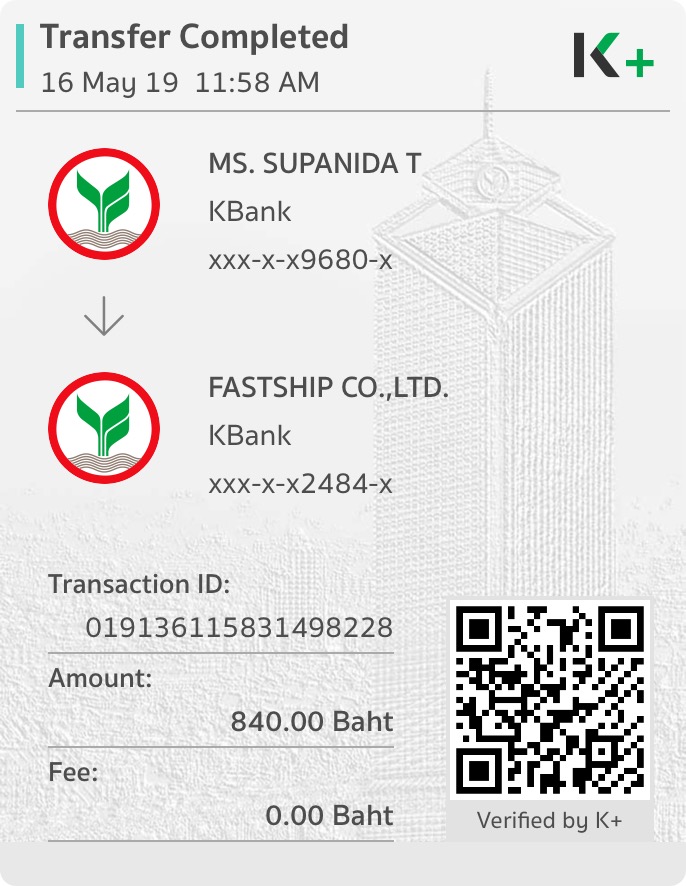 Transfer Completed
16 May 19 11:58 AM
K+
MS. SUPANIDA T
KBank
xxx-x-x9680-x
FASTSHIP CO.,LTD.
KBank
xxx-x-x2484-x
Transaction ID:
019136115831498228
Amount:
840.00 Baht
Fee:
0.00 Baht
Verified by K+